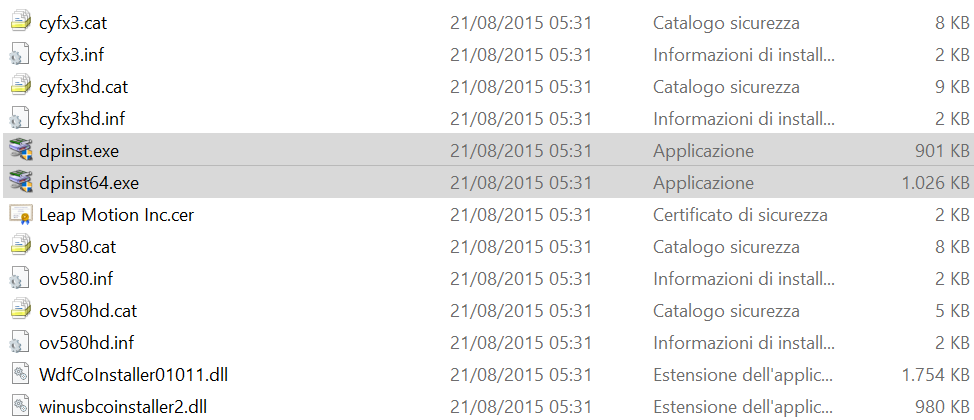 cyfx3.cat 21/08/2015 05:31 Catalogo sicurezza 8 KB
cyfx3.inf 21/08/2015 05:31 Informazioni di install... 2 KB
cyfx3hd.cat 21/08/2015 05:31 Catalogo sicurezza 9 KB
cyfx3hd.inf 21/08/2015 05:31 Informazioni di install... 2 KB
dpinst.exe 21/08/2015 05:31 Applicazione 901 KB
dpinst64.exe 21/08/2015 05:31 Applicazione 1.026 KB
Leap Motion Inc.cer 21/08/2015 05:31 Certificato di sicurezza 2 KB
ov580.cat 21/08/2015 05:31 Catalogo sicurezza 8 KB
ov580.inf 21/08/2015 05:31 Informazioni di install... 2 KB
ov580hd.cat 21/08/2015 05:31 Catalogo sicurezza 5 KB
ov580hd.inf 21/08/2015 05:31 Informazioni di install... 2 KB
WdfCoInstaller01011.dll 21/08/2015 05:31 Estensione dell'applic... 1.754 KB
winusbcoinstaller2.dll 21/08/2015 05:31 Estensione dell'applic... 980 KB